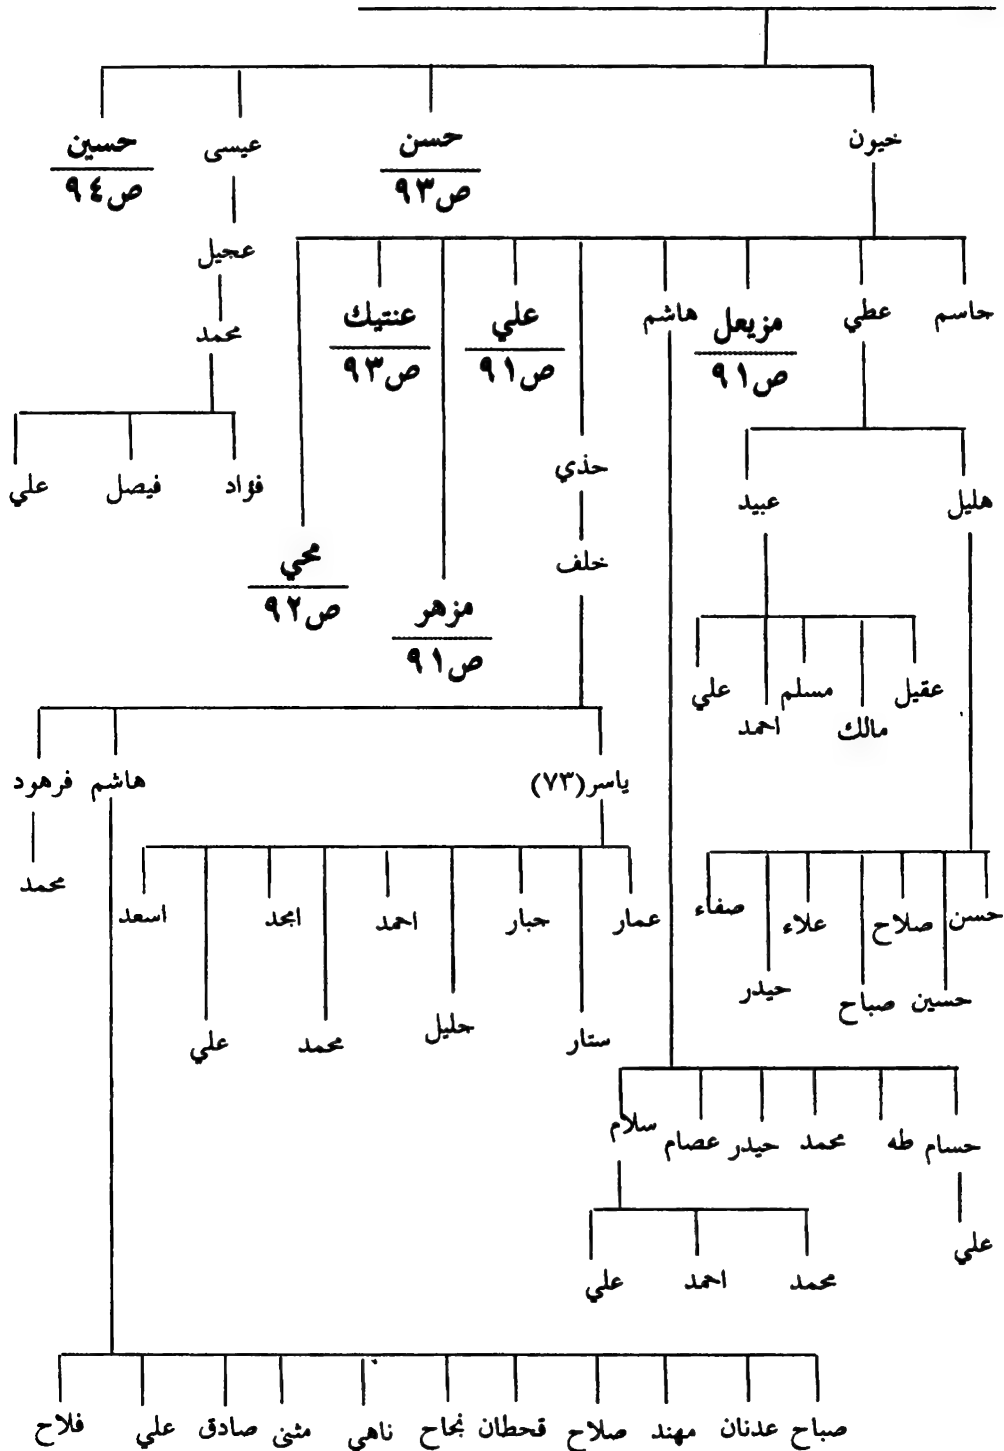 خيون حسن عيسى حسين
ص٩٣ ص٩٤
عجيل
حاسم عطي مزيعل هاشم علي عنتيك محمد
ص٩١ ص٩١ ص٩٣
حذي
هليل عبيد فؤاد فيصل علي
خلف محي
ص٩٢
مزهر
ص٩١
عقيل مسلم علي
مالك احمد
ياسر(٧٣) هاشم فرهود
محمد
حسن صلاح علاء صفاء عمار حبار احمد ابجد اسعد
حسين صباح حيدر
ستار حليل محمد علي
حسام طه محمد حيدر عصام سلام
علي
محمد احمد علي
صباح عدنان مهند صلاح قحطان نجاح ناهي مثنى صادق علي فلاح